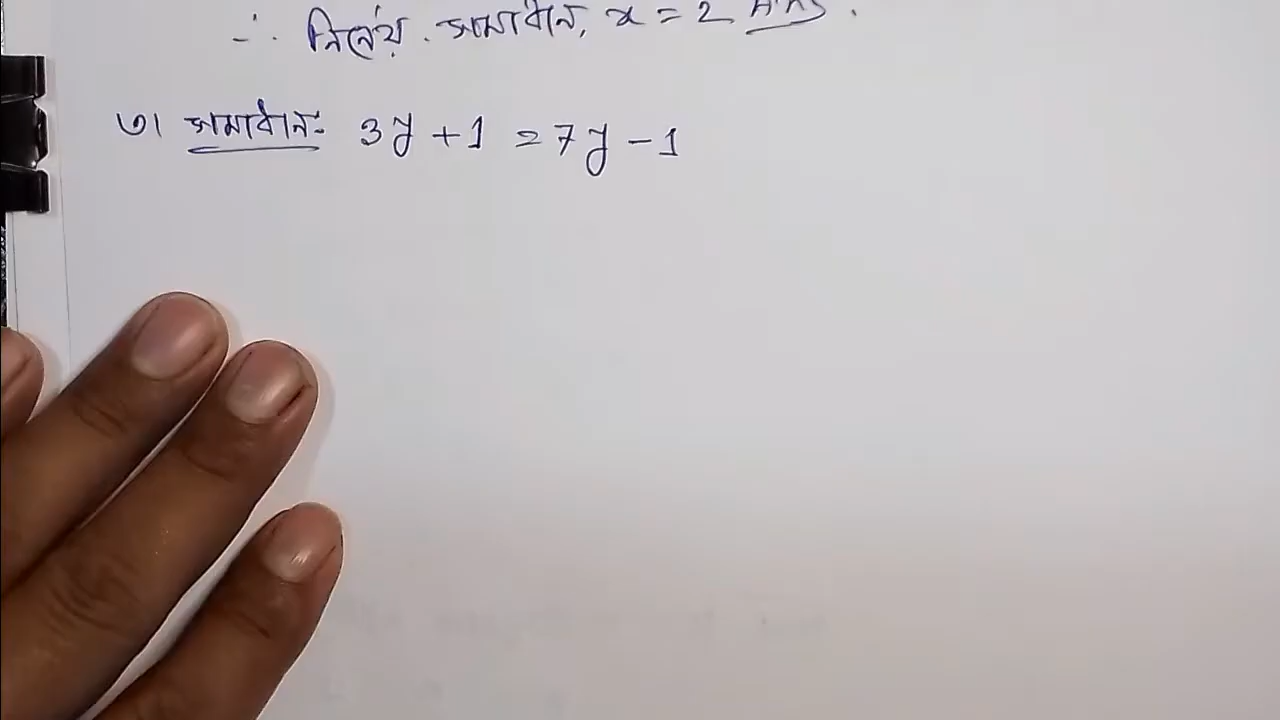 ∴ নির্ণেয় সমাধান, x = 2 Ans.
৩। সমাধান:- 3y + 1 = 7y - 1